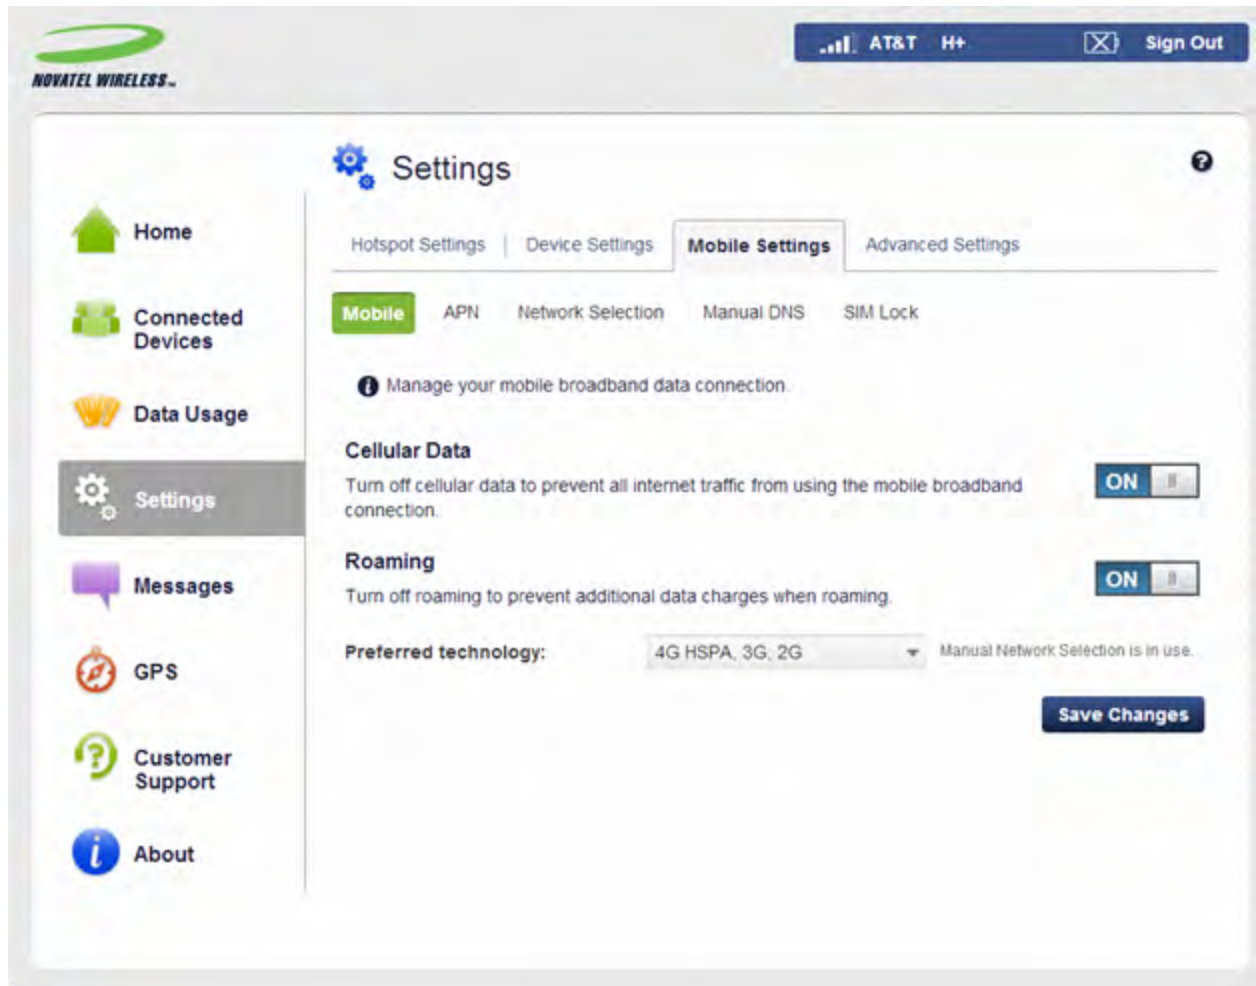 AT&T H+ Sign Out
NOVATEL WIRELESS™
Settings
Home
Connected
Devices
Data Usage
Settings
Messages
GPS
Customer
Support
About
Hotspot Settings
Device Settings
Mobile Settings
Advanced Settings
Mobile
APN
Network Selection
Manual DNS
SIM Lock
Manage your mobile broadband data connection.
Cellular Data
Turn off cellular data to prevent all internet traffic from using the mobile broadband
connection.
ON
Roaming
Turn off roaming to prevent additional data charges when roaming.
ON
Preferred technology:
4G HSPA, 3G, 2G
Manual Network Selection is in use.
Save Changes